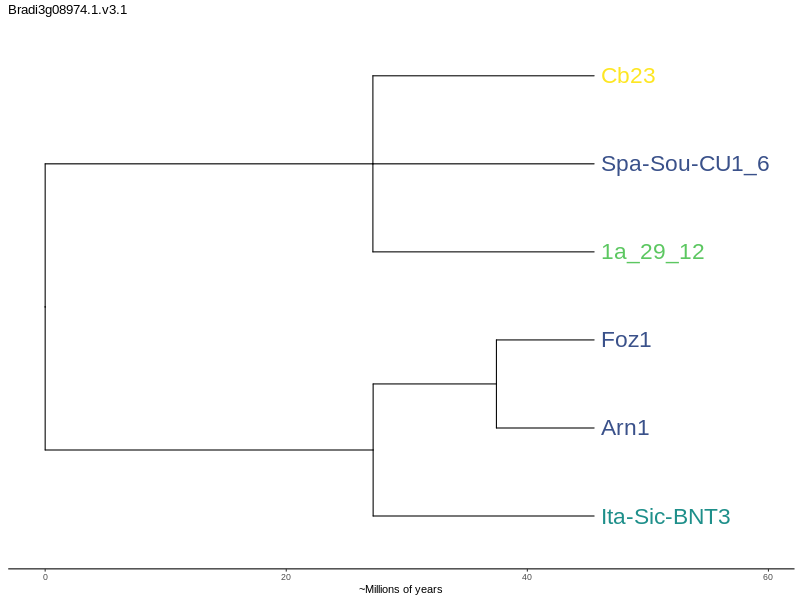 Bradi3g08974.1.v3.1
Cb23
Spa-Sou-CU1_6
1a_29_12
Foz1
Arn1
Ita-Sic-BNT3
0 20 40 60
~Millions of years